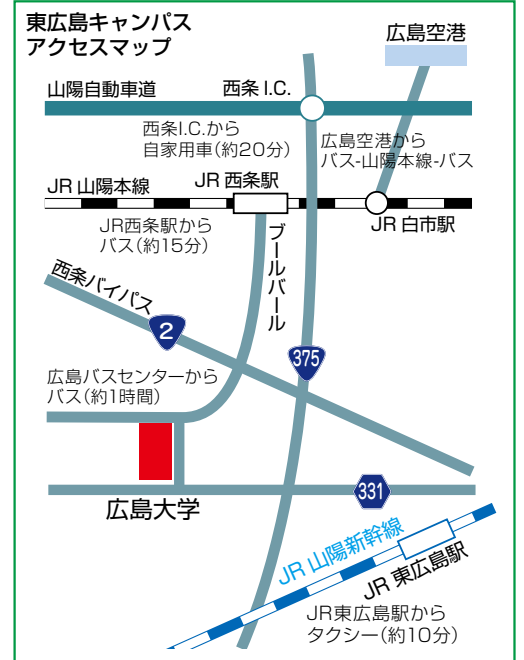 東広島キャンパス
アクセスマップ
広島空港
山陽自動車道
西条 I.C.
西条I.C.から
自家用車(約20分)
広島空港から
バス-山陽本線-バス
JR 山陽本線
JR 西条駅
JR西条駅から
バス(約15分)
JR 白市駅
ブールバール
西条バイパス
2
375
広島バスセンターから
バス(約1時間)
331
広島大学
JR 山陽新幹線
JR 東広島駅
JR東広島駅から
タクシー(約10分)